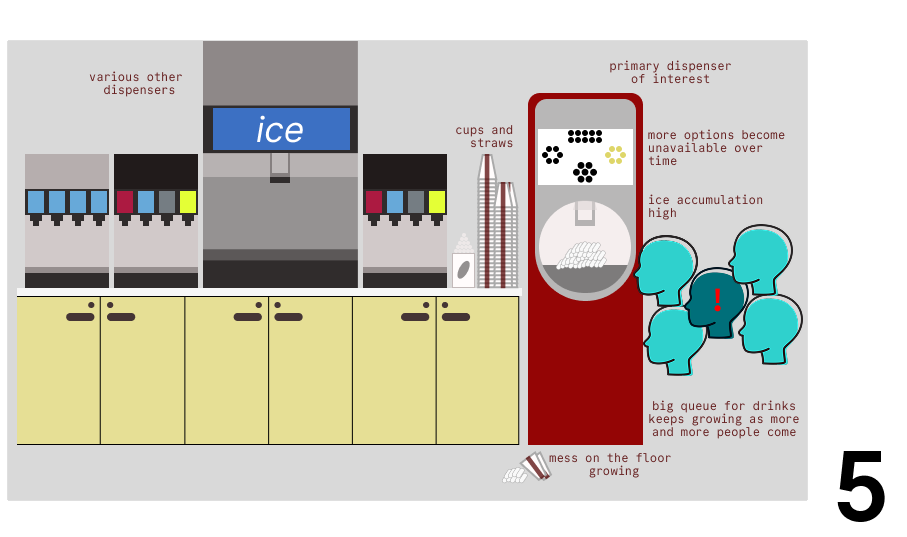 various other
dispensers
ice
cups and
straws
primary dispenser
of interest
more options become
unavailable over
time
ice accumulation
high
!
big queue for drinks
keeps growing as more
and more people come
mess on the floor
growing
5